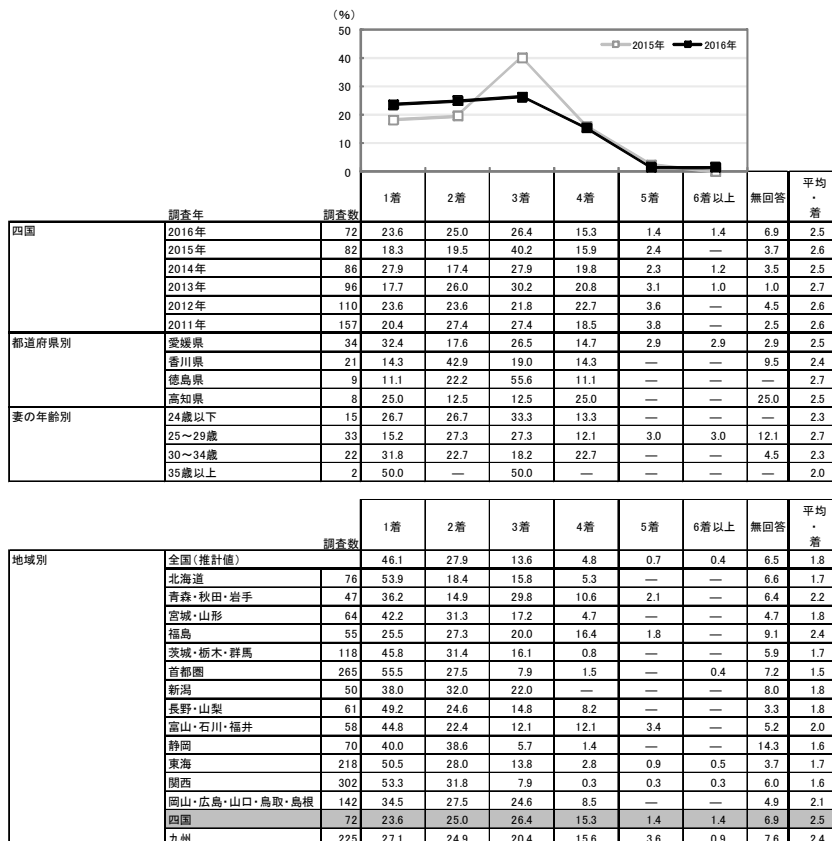 (%)
50
40
30
20
10
0
2015年 2016年
調査年 調査数 1着 2着 3着 4着 5着 6着以上 無回答 平均・着
四国 2016年 72 23.6 25.0 26.4 15.3 1.4 1.4 6.9 2.5
2015年 82 18.3 19.5 40.2 15.9 2.4 — 3.7 2.6
2014年 86 27.9 17.4 27.9 19.8 2.3 1.2 3.5 2.5
2013年 96 17.7 26.0 30.2 20.8 3.1 1.0 1.0 2.7
2012年 110 23.6 23.6 21.8 22.7 3.6 — 4.5 2.6
2011年 157 20.4 27.4 27.4 18.5 3.8 — 2.5 2.6
都道府県別 愛媛県 34 32.4 17.6 26.5 14.7 2.9 2.9 2.9 2.5
香川県 21 14.3 42.9 19.0 14.3 — — 9.5 2.4
徳島県 9 11.1 22.2 55.6 11.1 — — — 2.7
高知県 8 25.0 12.5 12.5 25.0 — — 25.0 2.5
妻の年齢別 24歳以下 15 26.7 26.7 33.3 13.3 — — — 2.3
25～29歳 33 15.2 27.3 27.3 12.1 3.0 3.0 12.1 2.7
30～34歳 22 31.8 22.7 18.2 22.7 — — 4.5 2.3
35歳以上 2 50.0 — 50.0 — — — — 2.0
調査数 1着 2着 3着 4着 5着 6着以上 無回答 平均・着
地域別 全国(推計値) 46.1 27.9 13.6 4.8 0.7 0.4 6.5 1.8
北海道 76 53.9 18.4 15.8 5.3 — — 6.6 1.7
青森・秋田・岩手 47 36.2 14.9 29.8 10.6 2.1 — 6.4 2.2
宮城・山形 64 42.2 31.3 17.2 4.7 — — 4.7 1.8
福島 55 25.5 27.3 20.0 16.4 1.8 — 9.1 2.4
茨城・栃木・群馬 118 45.8 31.4 16.1 0.8 — — 5.9 1.7
首都圏 265 55.5 27.5 7.9 1.5 — 0.4 7.2 1.5
新潟 50 38.0 32.0 22.0 — — — 8.0 1.8
長野・山梨 61 49.2 24.6 14.8 8.2 — — 3.3 1.8
富山・石川・福井 58 44.8 22.4 12.1 12.1 3.4 — 5.2 2.0
静岡 70 40.0 38.6 5.7 1.4 — — 14.3 1.6
東海 218 50.5 28.0 13.8 2.8 0.9 0.5 3.7 1.7
関西 302 53.3 31.8 7.9 0.3 0.3 0.3 6.0 1.6
岡山・広島・山口・鳥取・島根 142 34.5 27.5 24.6 8.5 — — 4.9 2.1
四国 72 23.6 25.0 26.4 15.3 1.4 1.4 6.9 2.5
九州 225 27.1 24.9 20.4 15.6 3.6 0.9 7.6 2.4